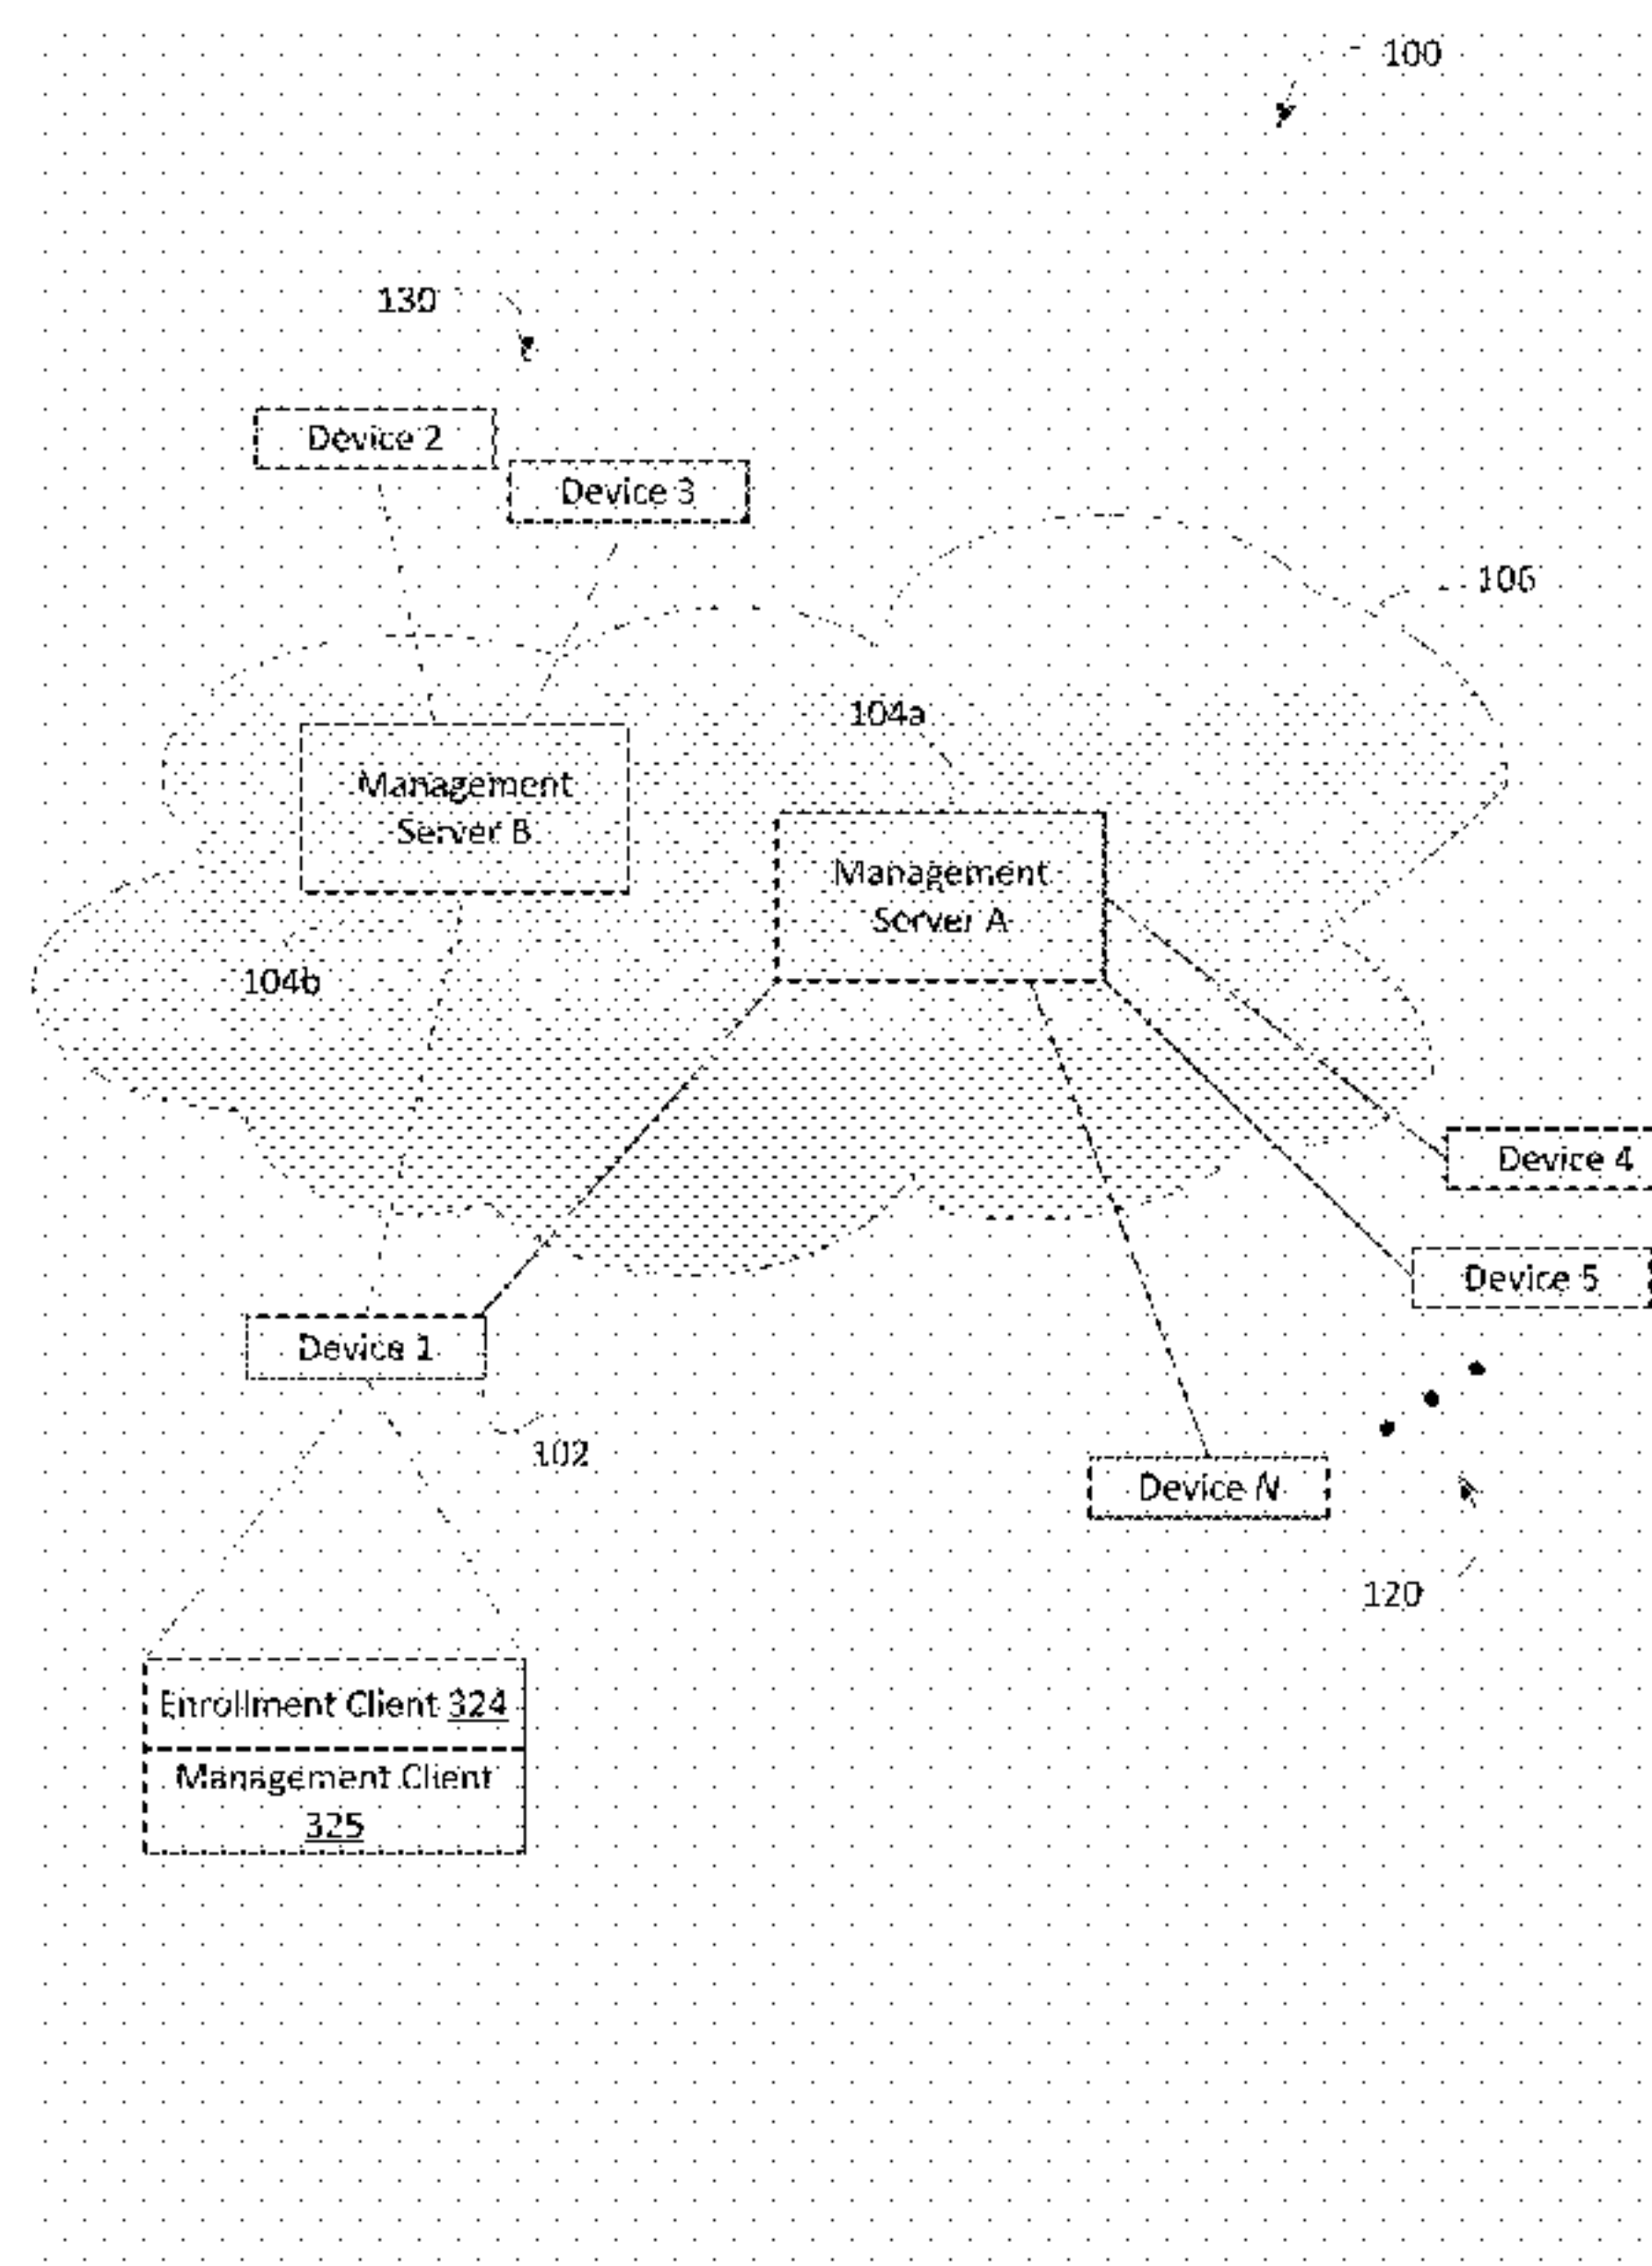 100
130
Device 2
Device 3
106
104a
Management
Server B
Management
Server A
104b
Device 4
Device 5
Device 1
102
Device N
120
Enrollment Client 324
Management Client
325